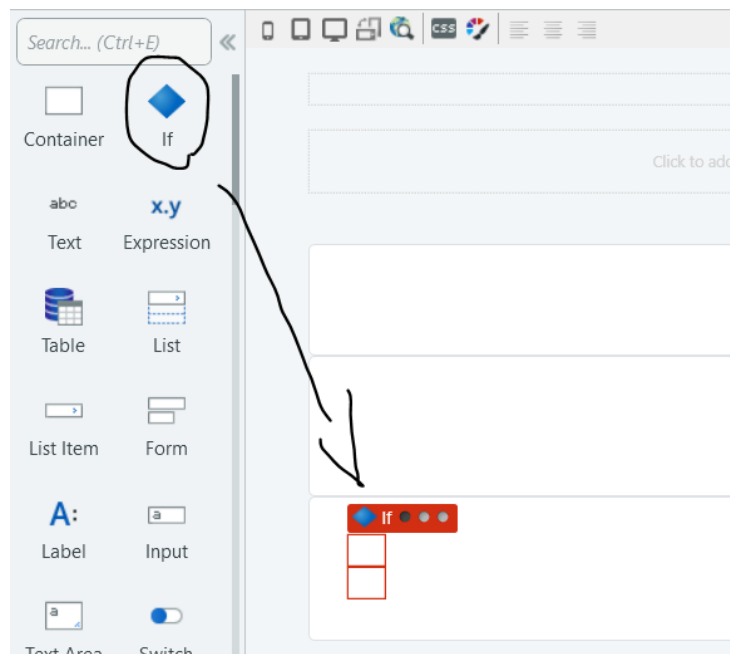 Search... (Ctrl+E)
css
Container
If
abc
x.y
Text
Expression
Table
List
List Item
Form
A:
a
Label
Input
a
Text Area
Switch
Click to add
If